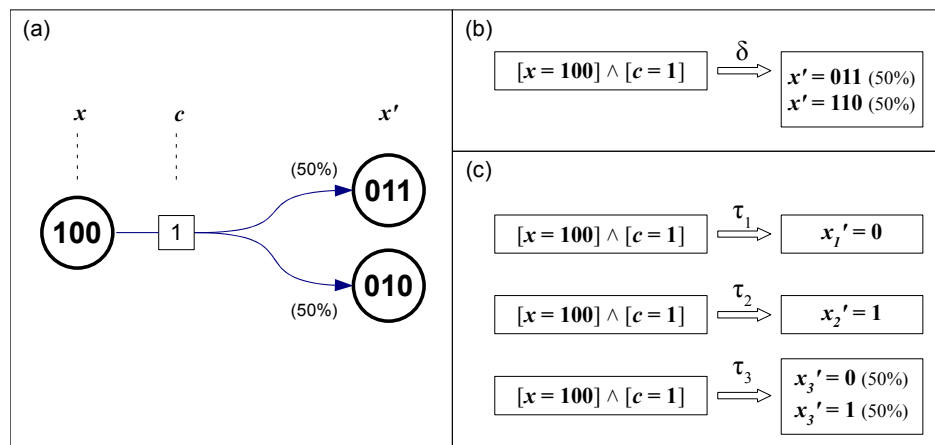 (a)
x c x'
100
1
(50%)
011
(50%)
010
(b)
[x = 100] ∧ [c = 1]
δ
x' = 011 (50%)
x' = 110 (50%)
(c)
[x = 100] ∧ [c = 1]
τ1
x1' = 0
[x = 100] ∧ [c = 1]
τ2
x2' = 1
[x = 100] ∧ [c = 1]
τ3
x3' = 0 (50%)
x3' = 1 (50%)